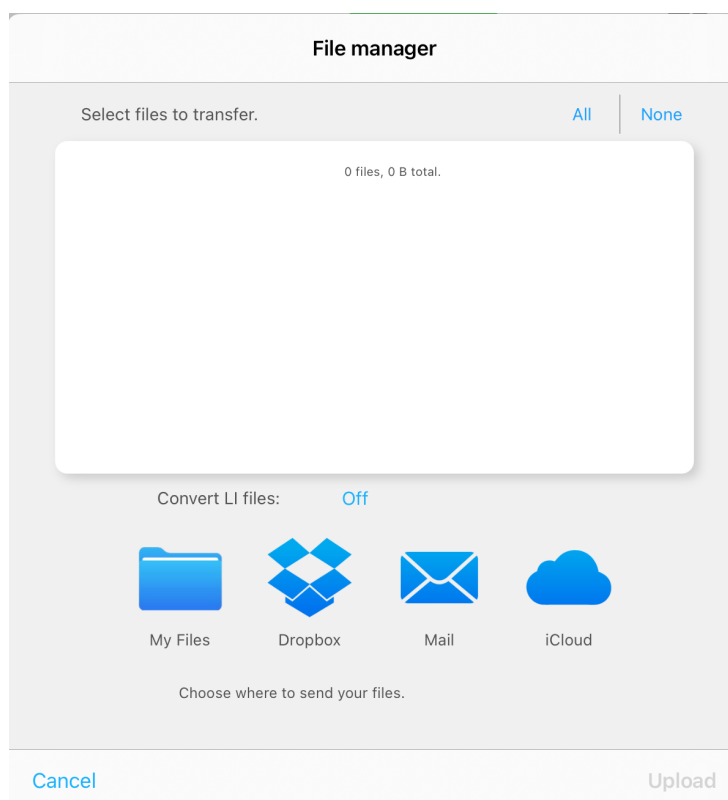 File manager
Select files to transfer. All None
0 files, 0 B total.
Convert LI files: Off
My Files Dropbox Mail iCloud
Choose where to send your files.
Cancel Upload